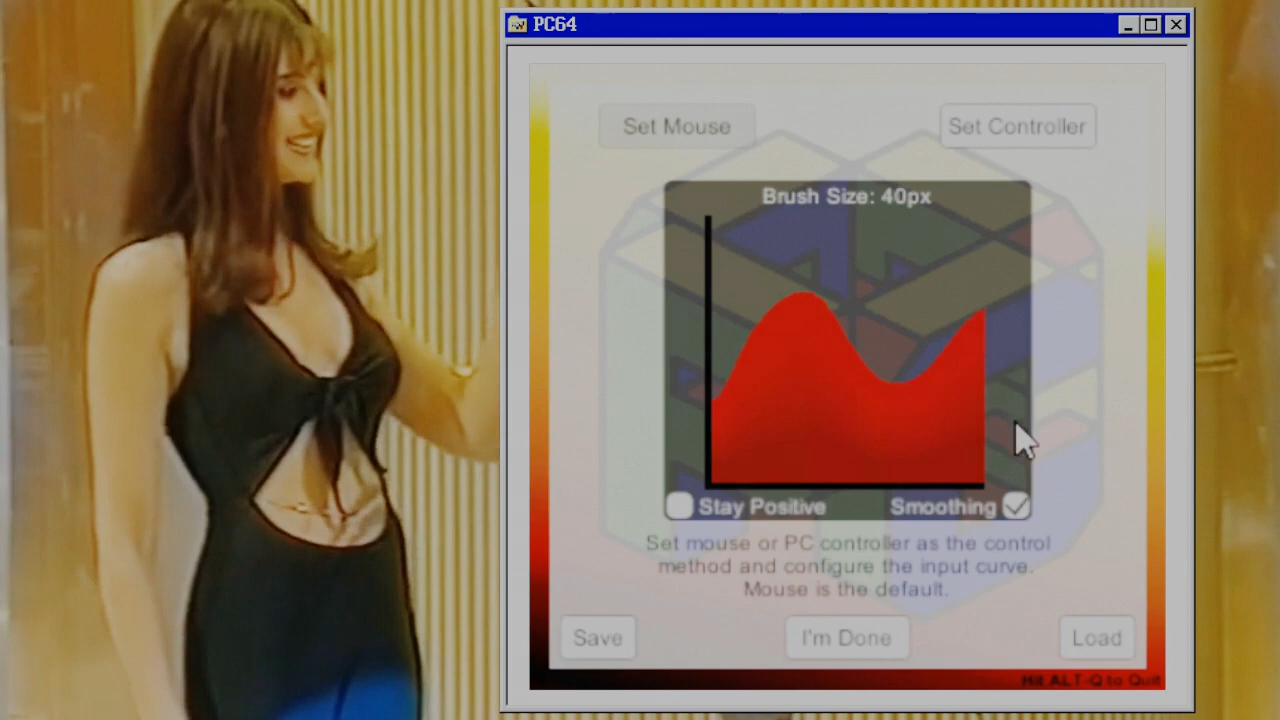 PC64
Set Mouse
Set Controller
Brush Size: 40px
Stay Positive
Smoothing
Set mouse or PC controller as the control
method and configure the input curve.
Mouse is the default.
Save
I'm Done
Load
Hit ALT-Q to Quit